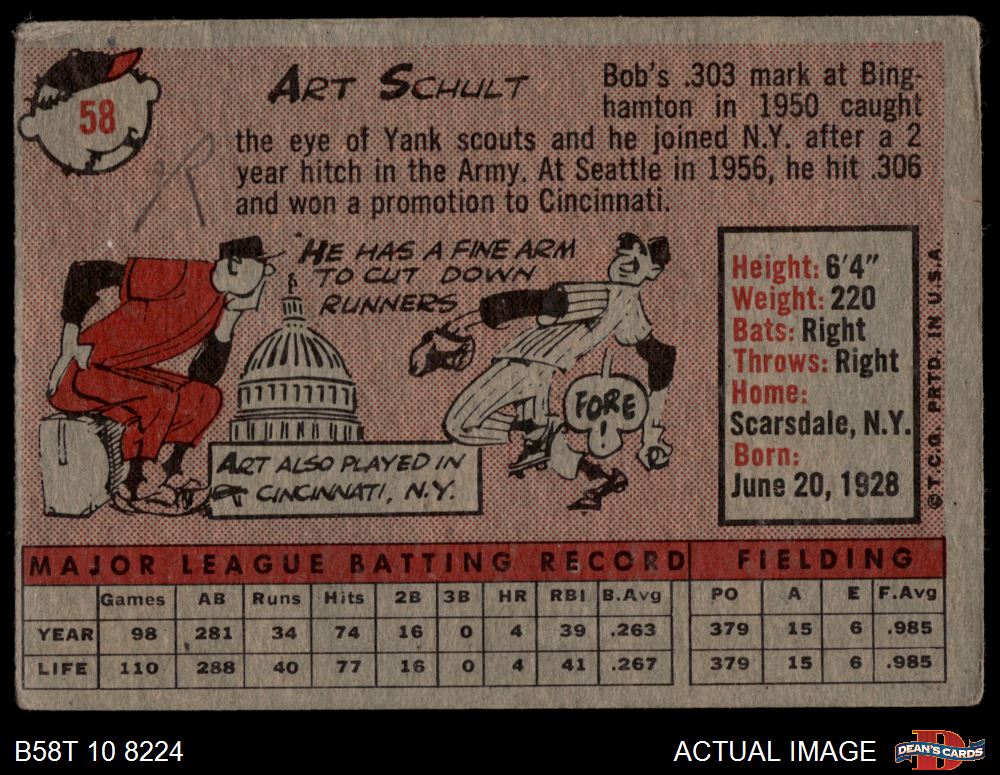 58
ART SCHULT
Bob's .303 mark at Bing-
hamton in 1950 caught
the eye of Yank scouts and he joined N.Y. after a 2
year hitch in the Army. At Seattle in 1956, he hit .306
and won a promotion to Cincinnati.
R
HE HAS A FINE ARM
TO CUT DOWN
RUNNERS
FORE
!
ART ALSO PLAYED IN
CINCINNATI, N.Y.
Height: 6'4"
Weight: 220
Bats: Right
Throws: Right
Home:
Scarsdale, N.Y.
Born:
June 20, 1928
© T.C.G. PRTD. IN U.S.A
MAJOR LEAGUE BATTING RECORD FIELDING
Games AB Runs Hits 2B 3B HR RBI B.Avg PO A E F.Avg
YEAR 98 281 34 74 16 0 4 39 .263 379 15 6 .985
LIFE 110 288 40 77 16 0 4 41 .267 379 15 6 .985
B58T 10 8224 ACTUAL IMAGE DEAN'S CARDS